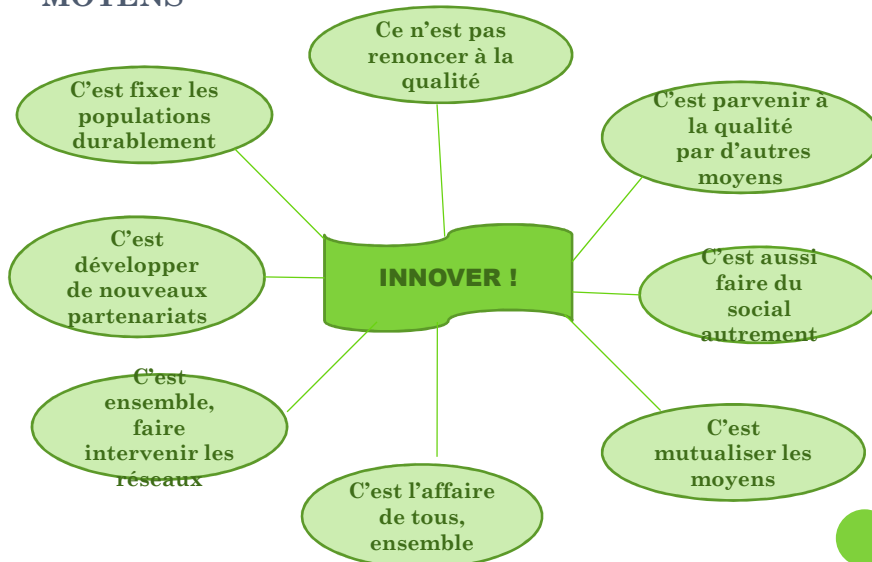 MOYENS
Ce n'est pas
renoncer à la
qualité
C'est fixer les
populations
durablement
C'est parvenir à
la qualité
par d'autres
moyens
C'est
développer
de nouveaux
partenariats
INNOVER !
C'est aussi
faire du
social
autrement
C'est
ensemble,
faire
intervenir les
réseaux
C'est
mutualiser les
moyens
C'est l'affaire
de tous,
ensemble